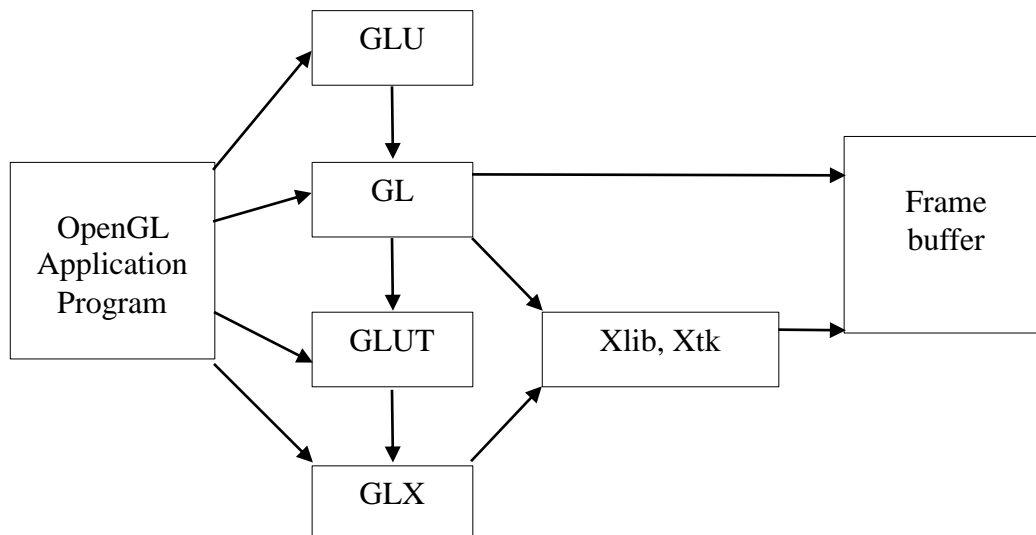 GLU
OpenGL
Application
Program
GL
Frame
buffer
GLUT
Xlib, Xtk
GLX